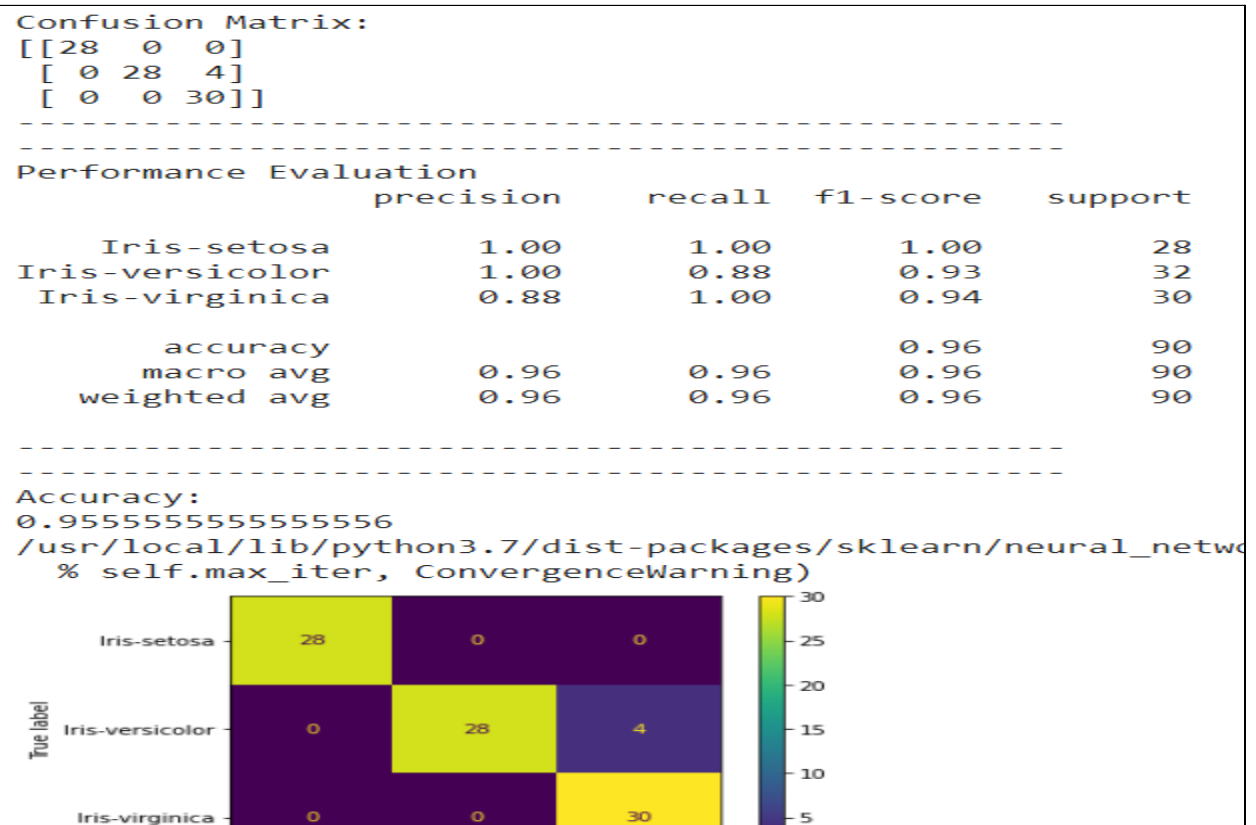 Confusion Matrix:
[[28  0  0]
 [ 0 28  4]
 [ 0  0 30]]
--------------------------------------------------
--------------------------------------------------
Performance Evaluation
precision recall f1-score support
Iris-setosa 1.00 1.00 1.00 28
Iris-versicolor 1.00 0.88 0.93 32
Iris-virginica 0.88 1.00 0.94 30
accuracy 0.96 90
macro avg 0.96 0.96 0.96 90
weighted avg 0.96 0.96 0.96 90
--------------------------------------------------
--------------------------------------------------
Accuracy:
0.9555555555555556
/usr/local/lib/python3.7/dist-packages/sklearn/neural_netwo
% self.max_iter, ConvergenceWarning)
30
Iris-setosa 28 0 0 25
20
True label
Iris-versicolor 0 28 4 15
10
Iris-virginica 0 0 30 5